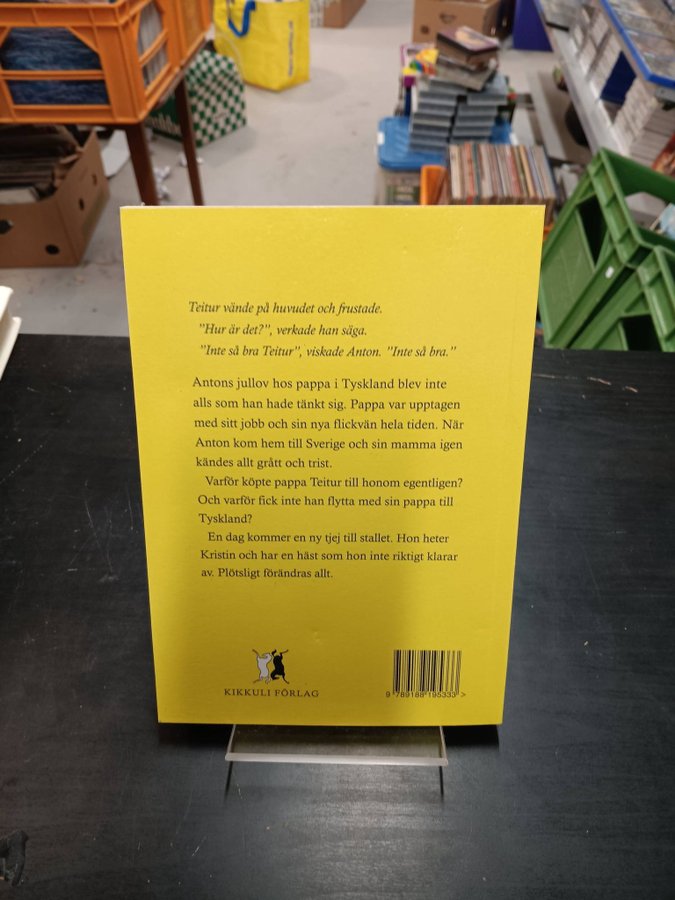 Teitur vände på huvudet och frustade.
”Hur är det?”, verkade han säga.
”Inte så bra Teitur”, viskade Anton. ”Inte så bra.”
Antons jullov hos pappa i Tyskland blev inte
alls som han hade tänkt sig. Pappa var upptagen
med sitt jobb och sin nya flickvän hela tiden. När
Anton kom hem till Sverige och sin mamma igen
kändes allt grått och trist.
Varför köpte pappa Teitur till honom egentligen?
Och varför fick inte han flytta med sin pappa till
Tyskland?
En dag kommer en ny tjej till stallet. Hon heter
Kristin och har en häst som hon inte riktigt klarar
av. Plötsligt förändras allt.
KIKKULI FÖRLAG
9 789188 195333 >